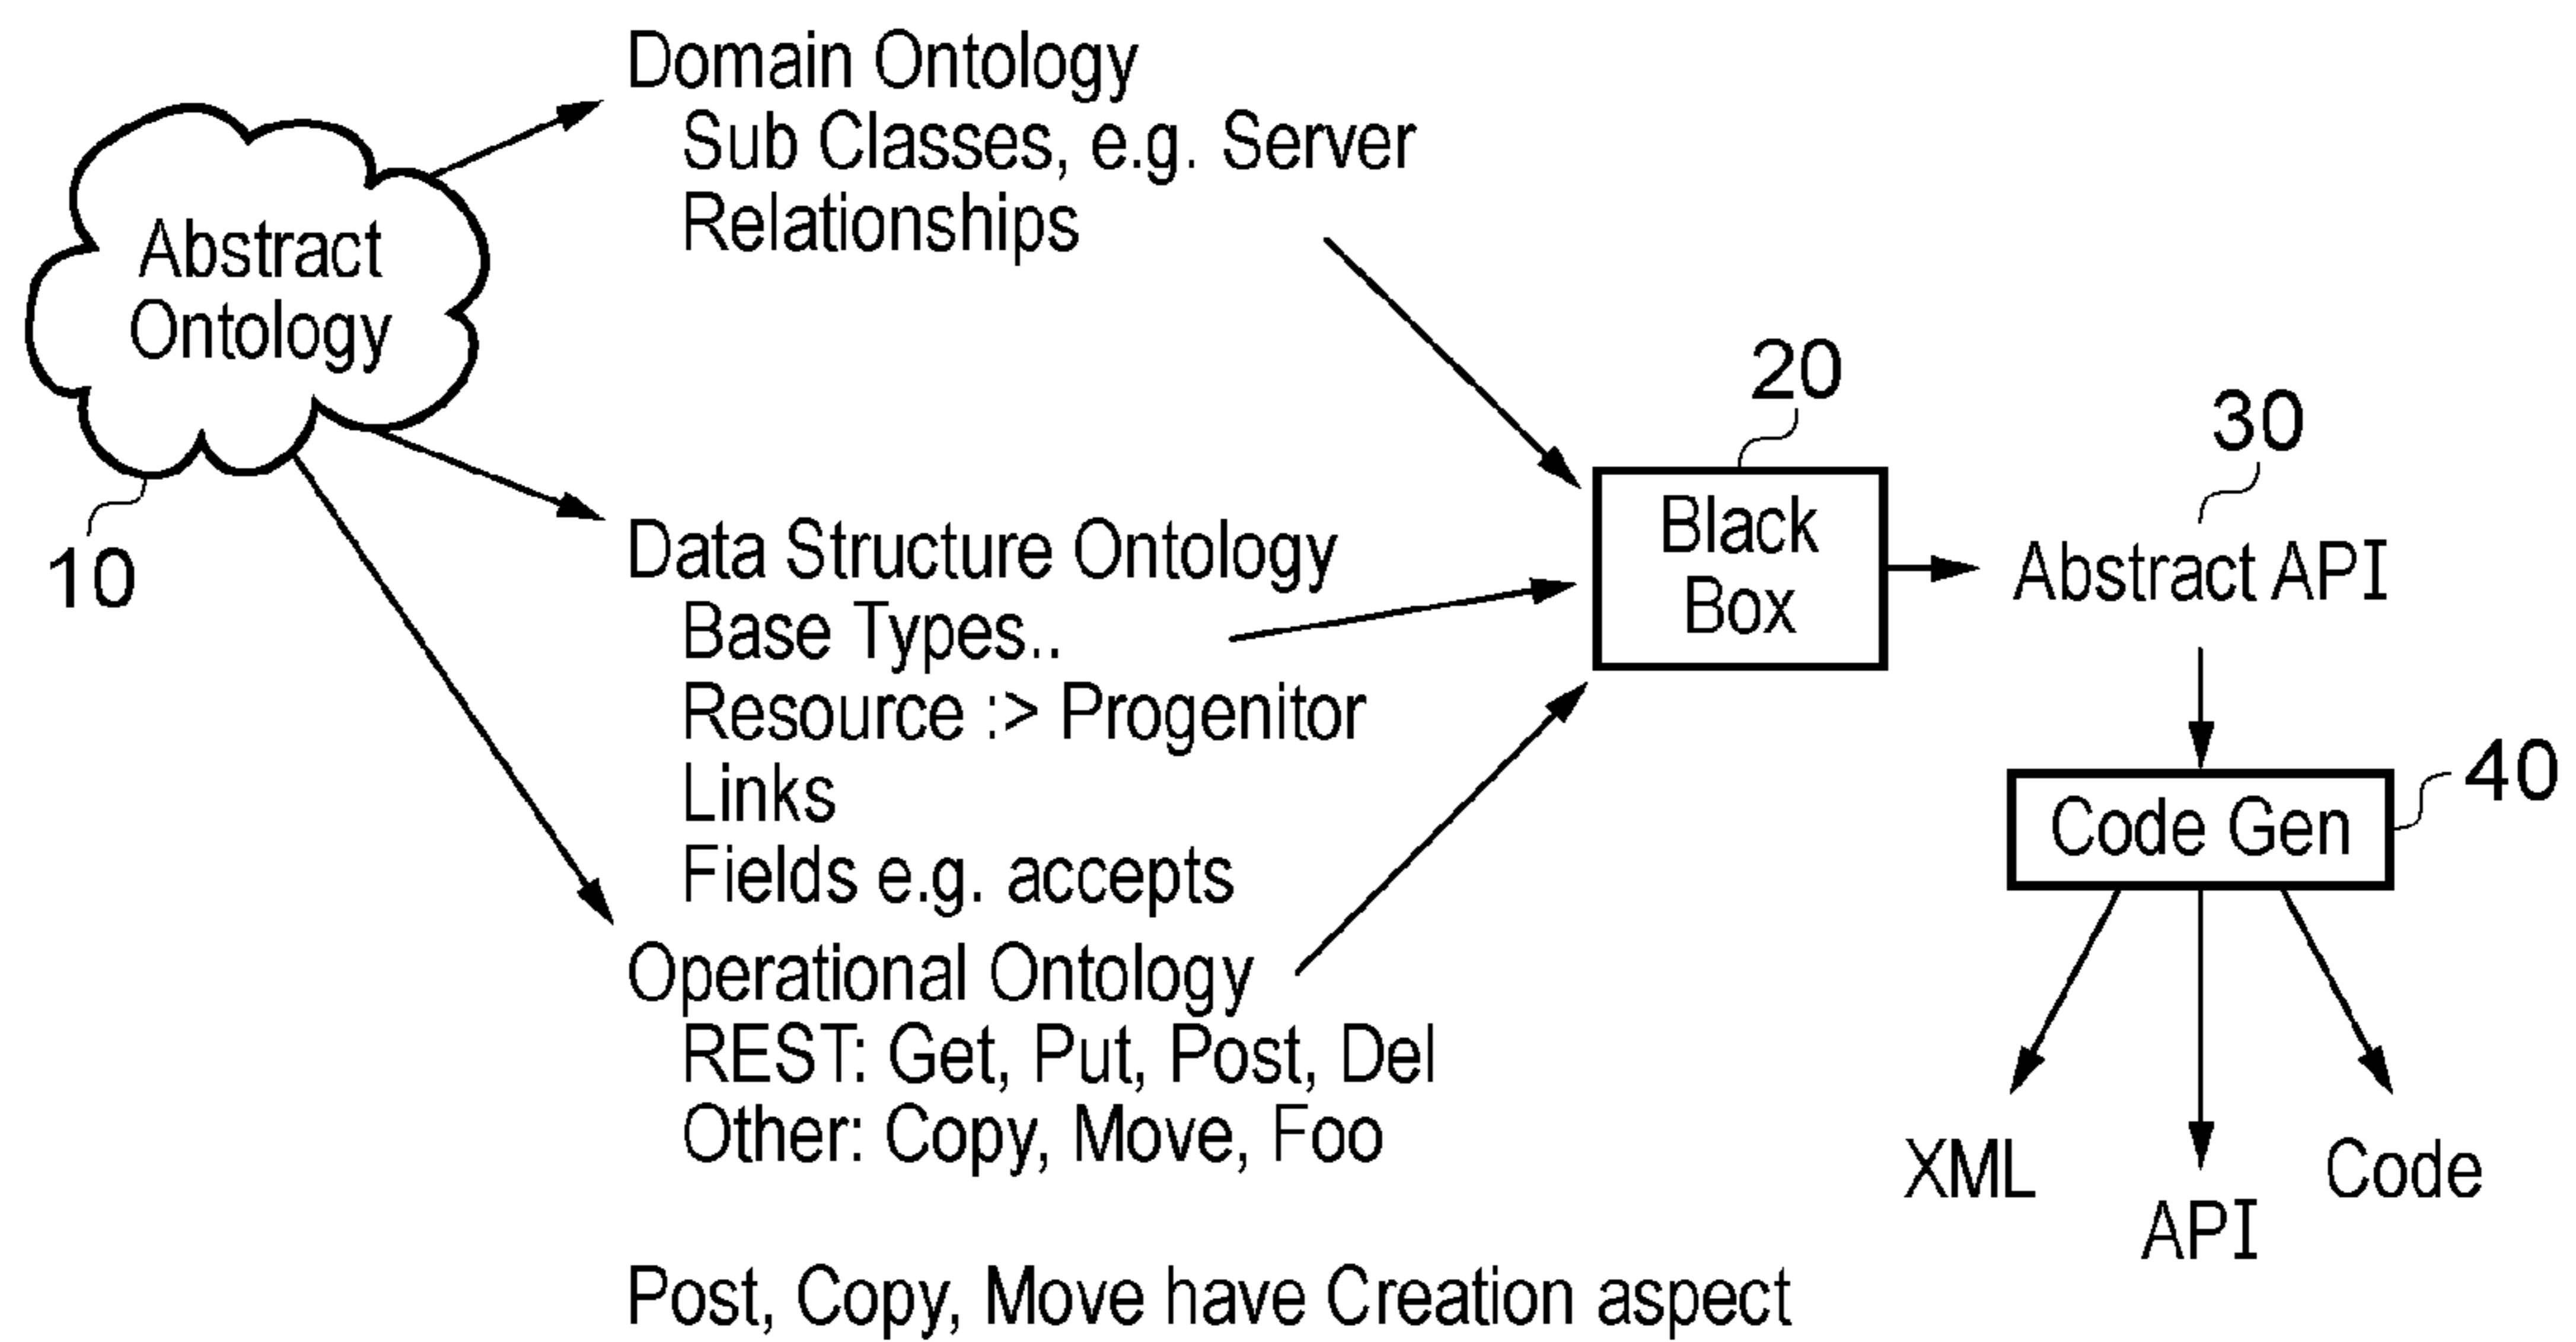 Domain Ontology
Sub Classes, e.g. Server
Relationships
Abstract
Ontology
10
Data Structure Ontology
Base Types..
Resource :> Progenitor
Links
Fields e.g. accepts
Operational Ontology
REST: Get, Put, Post, Del
Other: Copy, Move, Foo
Post, Copy, Move have Creation aspect
20
Black
Box
30
Abstract API
40
Code Gen
XML
API
Code